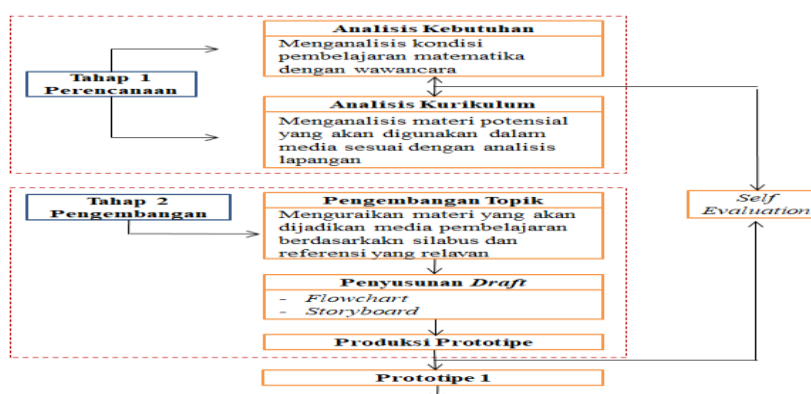 Analisis Kebutuhan
Menganalisis kondisi
pembelajaran matematika
dengan wawancara
Tahap 1
Perencanaan
Analisis Kurikulum
Menganalisis materi potensial
yang akan digunakan dalam
media sesuai dengan analisis
lapangan
Tahap 2
Pengembangan
Pengembangan Topik
Menguraikan materi yang akan
dijadikan media pembelajaran
berdasarkakn silabus dan
referensi yang relavan
Self
Evaluation
Penyusunan Draft
- Flowchart
- Storyboard
Produksi Prototipe
Prototipe 1